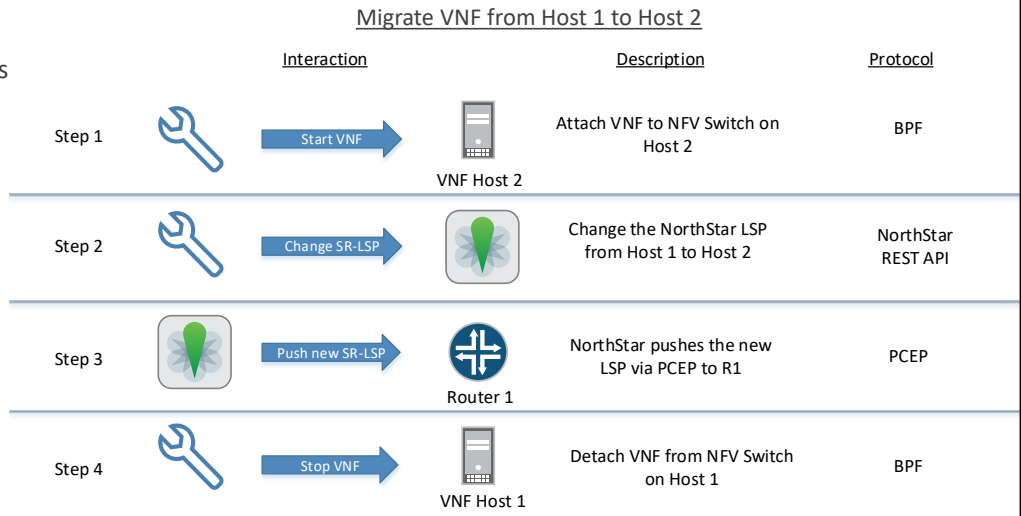 Migrate VNF from Host 1 to Host 2
s
Interaction
Description
Protocol
Step 1
Start VNF
VNF Host 2
Attach VNF to NFV Switch on
Host 2
BPF
Step 2
Change SR-LSP
Change the NorthStar LSP
from Host 1 to Host 2
NorthStar
REST API
Step 3
Push new SR-LSP
Router 1
NorthStar pushes the new
LSP via PCEP to R1
PCEP
Step 4
Stop VNF
VNF Host 1
Detach VNF from NFV Switch
on Host 1
BPF